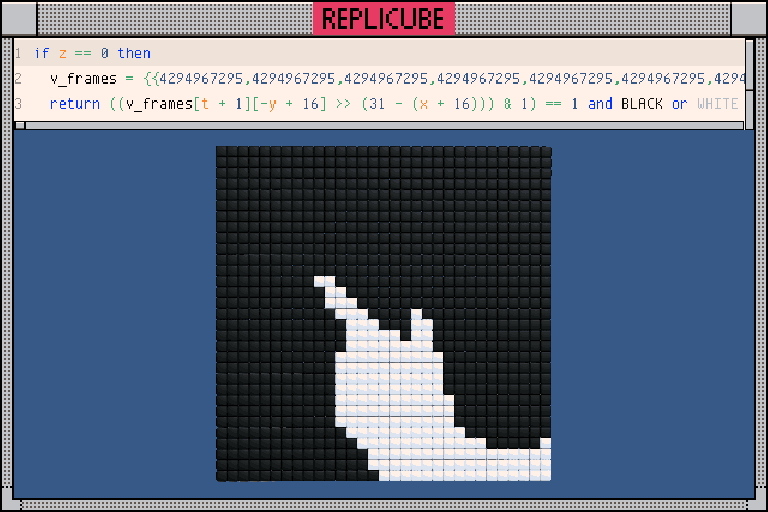 REPLICUBE
1 if z == 0 then
2 v_frames = {{4294967295,4294967295,4294967295,4294967295,4294967295,4294967295,4294
3 return ((v_frames[t + 1][-y + 16] >> (31 - (x + 16))) & 1) == 1 and BLACK or WHITE